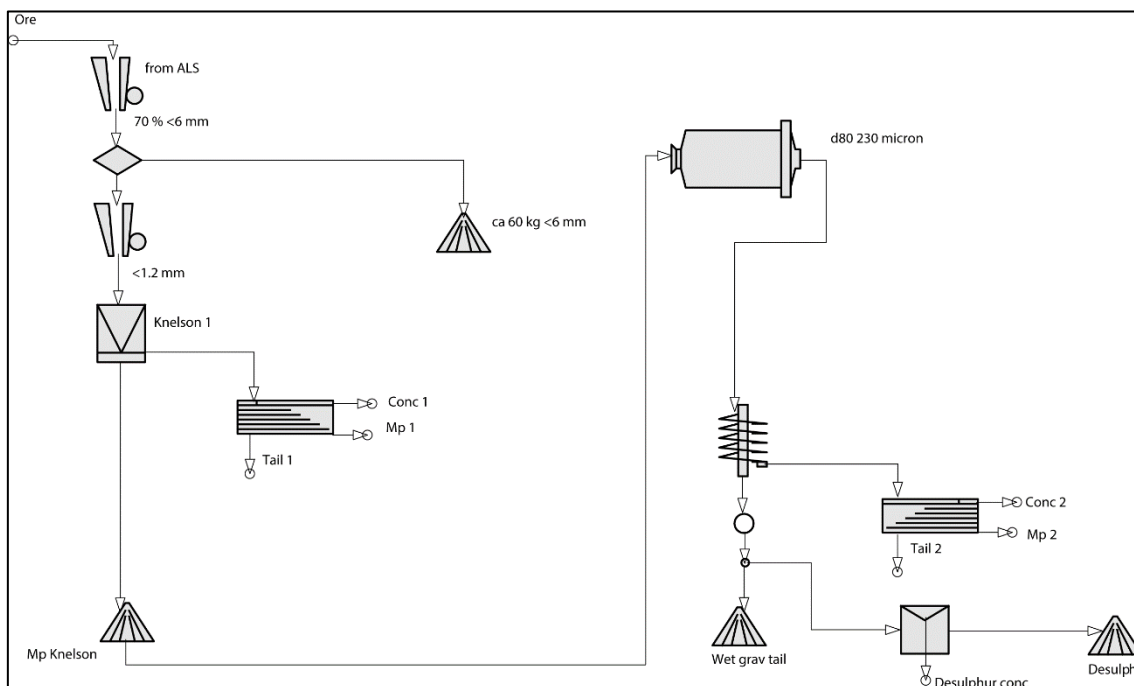 Ore
from ALS
70 % <6 mm
d80 230 micron
ca 60 kg <6 mm
<1.2 mm
Knelson 1
Conc 1
Mp 1
Tail 1
Conc 2
Mp 2
Tail 2
Mp Knelson
Wet grav tail
Desulphur conc
Desulph